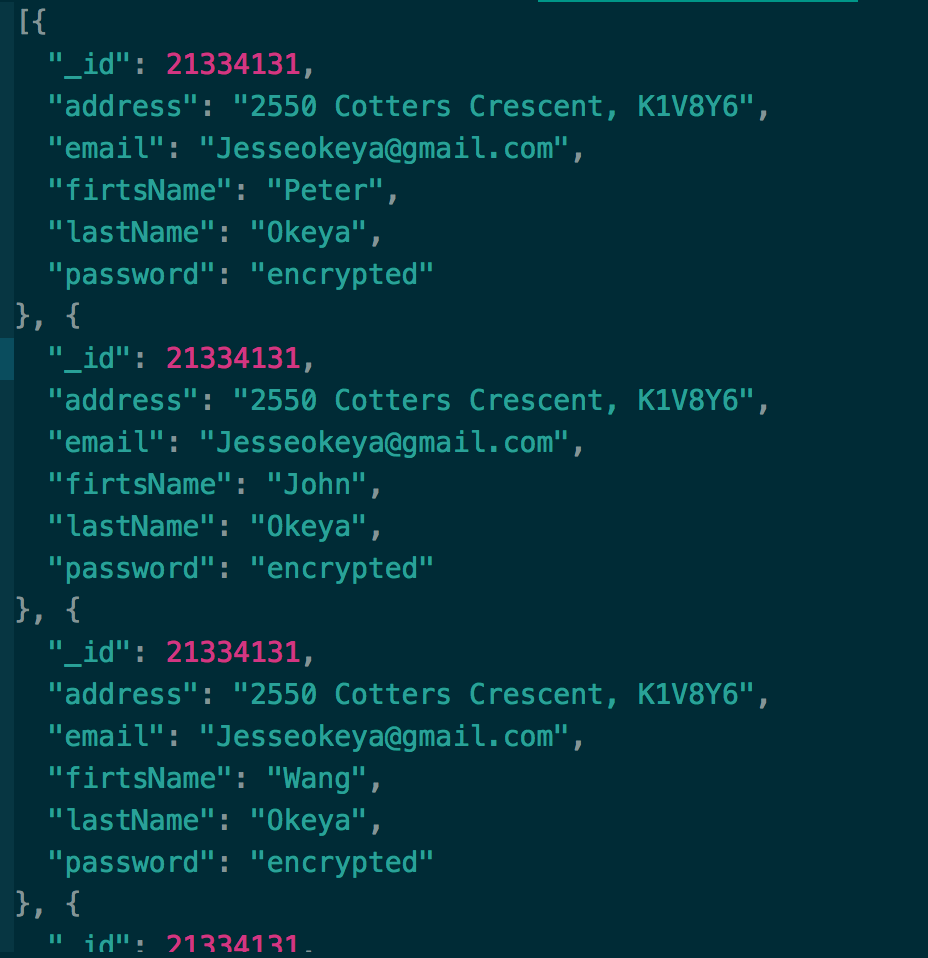 [{
"_id": 21334131,
"address": "2550 Cotters Crescent, K1V8Y6",
"email": "Jesseokeya@gmail.com",
"firtsName": "Peter",
"lastName": "Okeya",
"password": "encrypted"
}, {
"_id": 21334131,
"address": "2550 Cotters Crescent, K1V8Y6",
"email": "Jesseokeya@gmail.com",
"firtsName": "John",
"lastName": "Okeya",
"password": "encrypted"
}, {
"_id": 21334131,
"address": "2550 Cotters Crescent, K1V8Y6",
"email": "Jesseokeya@gmail.com",
"firtsName": "Wang",
"lastName": "Okeya",
"password": "encrypted"
}, {
"_id": 21334131,